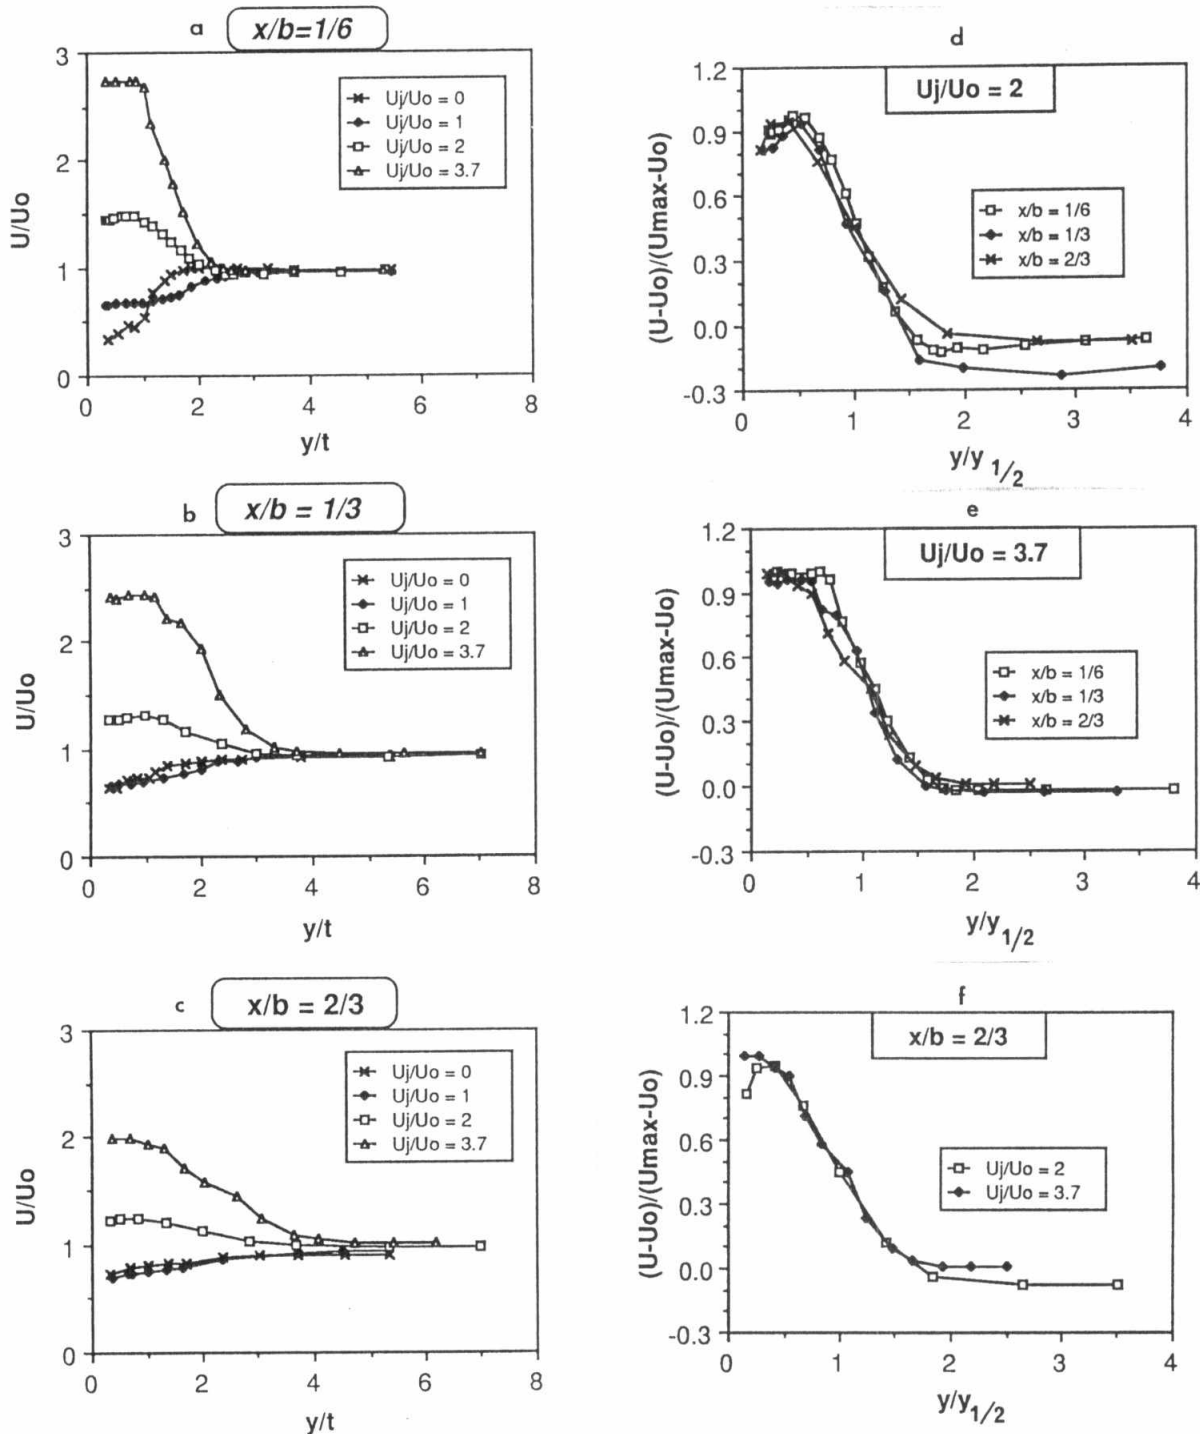 a
x/b=1/6
3
2
1
0
U/Uo
Uj/Uo = 0
Uj/Uo = 1
Uj/Uo = 2
Uj/Uo = 3.7
0 2 4 6 8
y/t
b
x/b = 1/3
3
2
1
0
U/Uo
Uj/Uo = 0
Uj/Uo = 1
Uj/Uo = 2
Uj/Uo = 3.7
0 2 4 6 8
y/t
c
x/b = 2/3
3
2
1
0
U/Uo
Uj/Uo = 0
Uj/Uo = 1
Uj/Uo = 2
Uj/Uo = 3.7
0 2 4 6 8
y/t
d
Uj/Uo = 2
1.2
0.9
0.6
0.3
0.0
-0.3
(U-Uo)/(Umax-Uo)
x/b = 1/6
x/b = 1/3
x/b = 2/3
0 1 2 3 4
y/y 1/2
e
Uj/Uo = 3.7
1.2
0.9
0.6
0.3
0.0
-0.3
(U-Uo)/(Umax-Uo)
x/b = 1/6
x/b = 1/3
x/b = 2/3
0 1 2 3 4
y/y1/2
f
x/b = 2/3
1.2
0.9
0.6
0.3
0.0
-0.3
(U-Uo)/(Umax-Uo)
Uj/Uo = 2
Uj/Uo = 3.7
0 1 2 3 4
y/y1/2